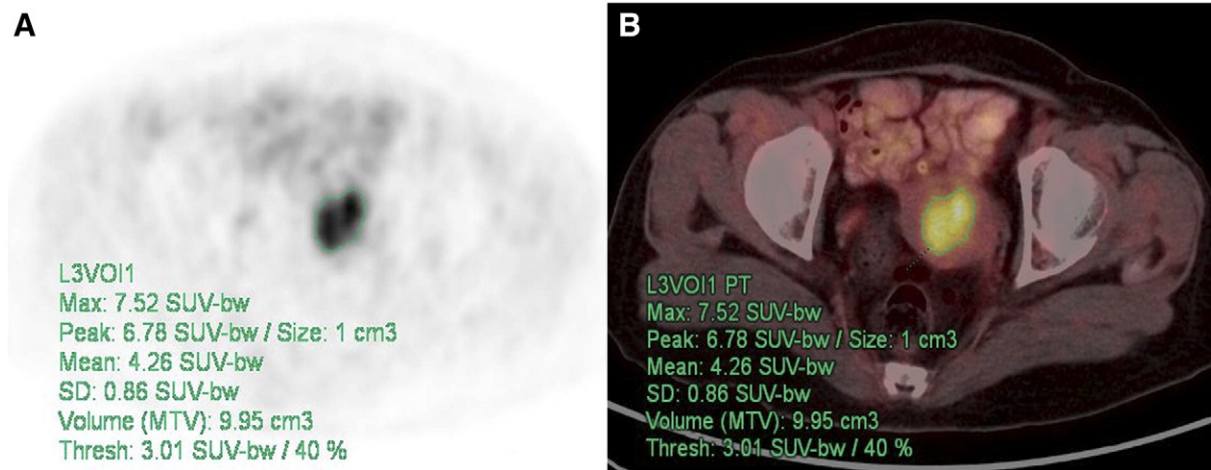 A
L3VOI1
Max: 7.52 SUV-bw
Peak: 6.78 SUV-bw / Size: 1 cm3
Mean: 4.26 SUV-bw
SD: 0.86 SUV-bw
Volume (MTV): 9.95 cm3
Thresh: 3.01 SUV-bw / 40 %
B
L3VOI1 PT
Max: 7.52 SUV-bw
Peak: 6.78 SUV-bw / Size: 1 cm3
Mean: 4.26 SUV-bw
SD: 0.86 SUV-bw
Volume (MTV): 9.95 cm3
Thresh: 3.01 SUV-bw / 40 %